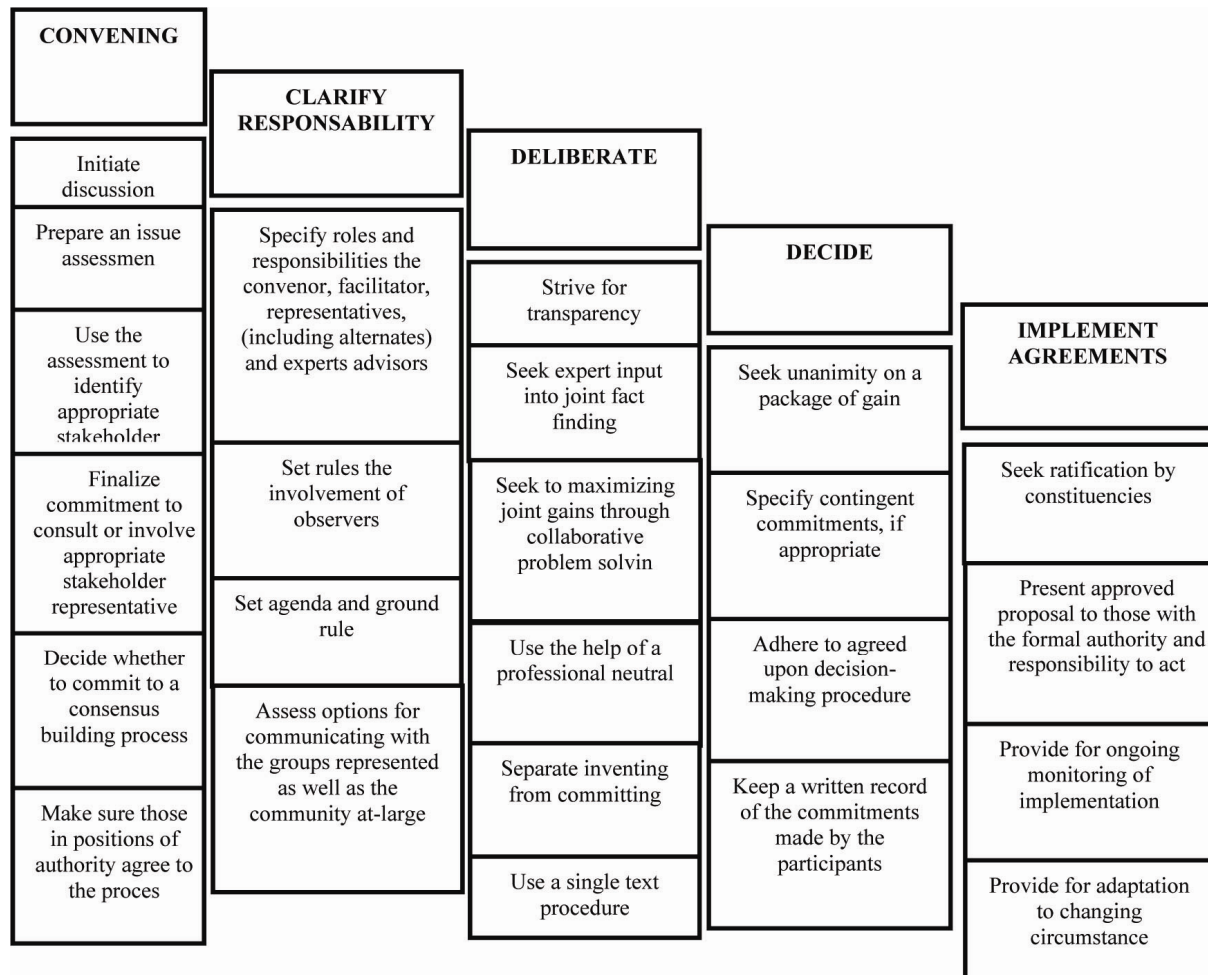 CONVENING
Initiate
discussion
Prepare an issue
assessmen
Use the
assessment to
identify
appropriate
stakeholder
Finalize
commitment to
consult or involve
appropriate
stakeholder
representative
Decide whether
to commit to a
consensus
building process
Make sure those
in positions of
authority agree to
the proces
CLARIFY
RESPONSABILITY
Specify roles and
responsibilities the
convenor, facilitator,
representatives,
(including alternates)
and experts advisors
Set rules the
involvement of
observers
Set agenda and ground
rule
Assess options for
communicating with
the groups represented
as well as the
community at-large
DELIBERATE
Strive for
transparency
Seek expert input
into joint fact
finding
Seek to maximizing
joint gains through
collaborative
problem solvin
Use the help of a
professional neutral
Separate inventing
from committing
Use a single text
procedure
DECIDE
Seek unanimity on a
package of gain
Specify contingent
commitments, if
appropriate
Adhere to agreed
upon decision-
making procedure
Keep a written record
of the commitments
made by the
participants
IMPLEMENT
AGREEMENTS
Seek ratification by
constituencies
Present approved
proposal to those with
the formal authority and
responsibility to act
Provide for ongoing
monitoring of
implementation
Provide for adaptation
to changing
circumstance